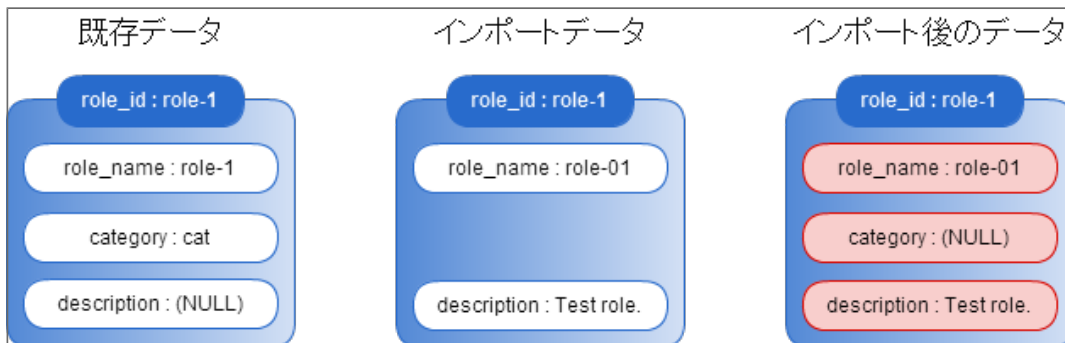 既存データ
role_id : role-1
role_name : role-1
category : cat
description : (NULL)
インポートデータ
role_id : role-1
role_name : role-01
description : Test role.
インポート後のデータ
role_id : role-1
role_name : role-01
category : (NULL)
description : Test role.